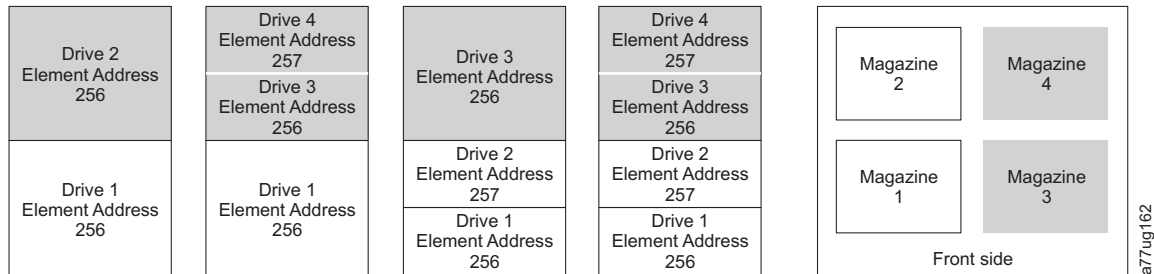 Drive 2
Element Address
256
Drive 1
Element Address
256
Drive 4
Element Address
257
Drive 3
Element Address
256
Drive 1
Element Address
256
Drive 3
Element Address
256
Drive 2
Element Address
257
Drive 1
Element Address
256
Drive 4
Element Address
257
Drive 3
Element Address
256
Drive 2
Element Address
257
Drive 1
Element Address
256
Magazine
2
Magazine
4
Magazine
1
Magazine
3
Front side
a77ug162